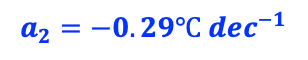 a₂ = −0.29°C dec⁻¹